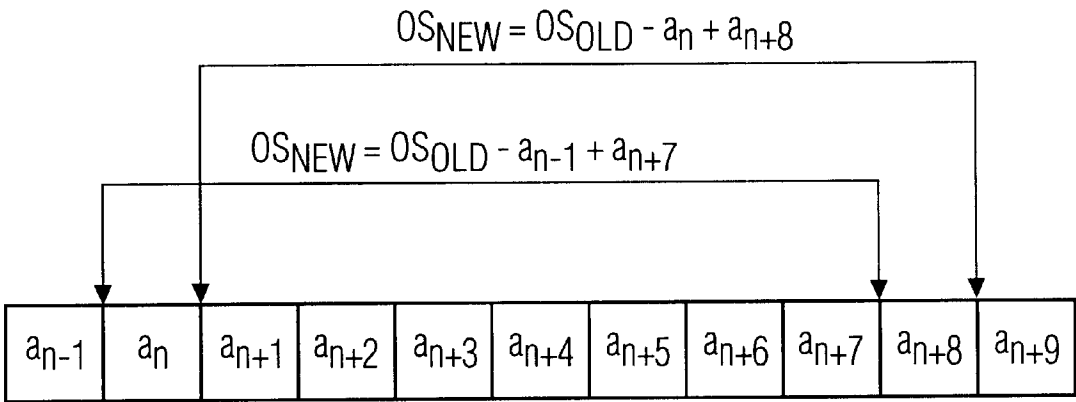 OSNEW = OSOLD - an + an+8
OSNEW = OSOLD - an-1 + an+7
an-1 an an+1 an+2 an+3 an+4 an+5 an+6 an+7 an+8 an+9